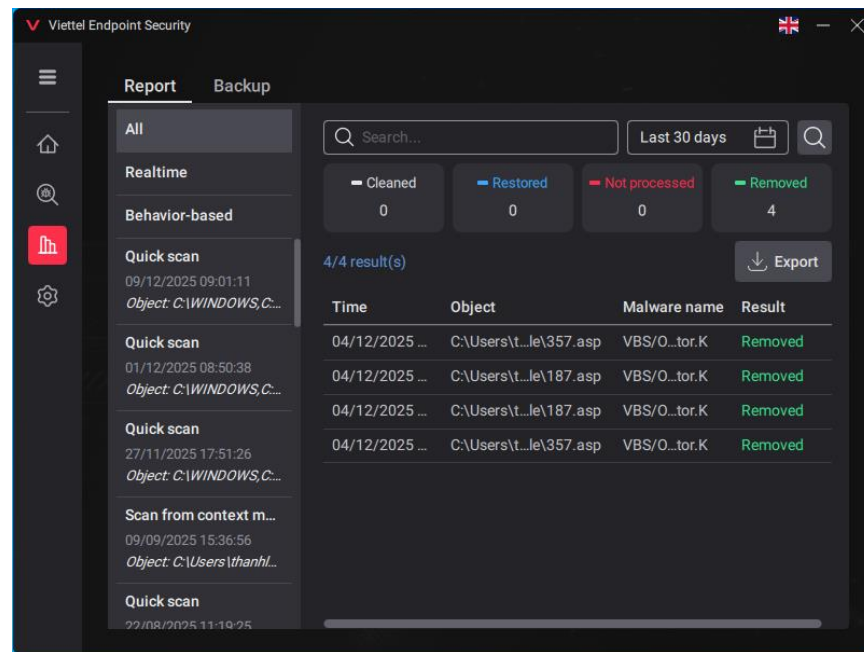 Viettel Endpoint Security
Report Backup
All
Realtime
Behavior-based
Quick scan
09/12/2025 09:01:11
Object: C:\WINDOWS,C:...
Quick scan
01/12/2025 08:50:38
Object: C:\WINDOWS,C:...
Quick scan
27/11/2025 17:51:26
Object: C:\WINDOWS,C:...
Scan from context m...
09/09/2025 15:36:56
Object: C:\Users\thanhl...
Quick scan
22/08/2025 11:19:25
Search...
Last 30 days
Cleaned Restored Not processed Removed
0 0 0 4
4/4 result(s)
Export
Time Object Malware name Result
04/12/2025 ... C:\Users\t...le\357.asp VBS/O...tor.K Removed
04/12/2025 ... C:\Users\t...le\187.asp VBS/O...tor.K Removed
04/12/2025 ... C:\Users\t...le\187.asp VBS/O...tor.K Removed
04/12/2025 ... C:\Users\t...le\357.asp VBS/O...tor.K Removed